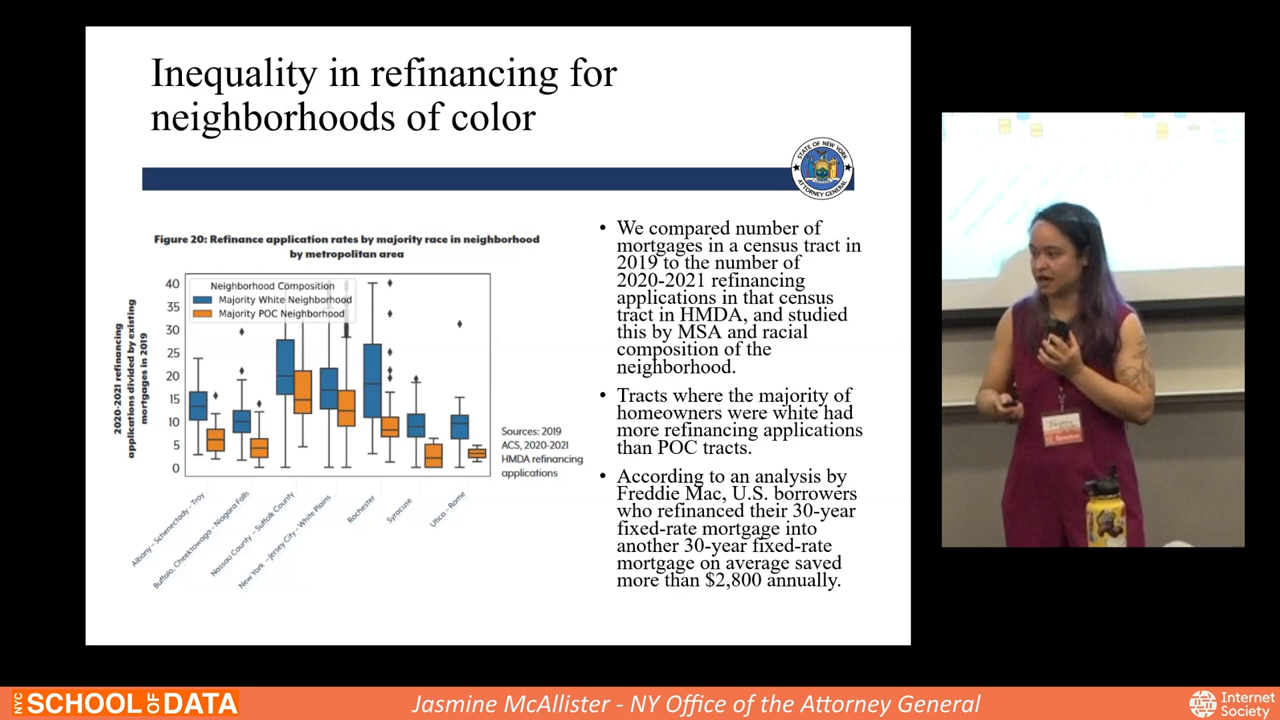 Inequality in refinancing for
neighborhoods of color
STATE OF NEW YORK
ATTORNEY GENERAL
Figure 20: Refinance application rates by majority race in neighborhood
by metropolitan area
2020-2021 refinancing
applications divided by existing
mortgages in 2019
Neighborhood Composition
Majority White Neighborhood
Majority POC Neighborhood
40
35
30
25
20
15
10
5
0
Albany – Schenectady – Troy
Buffalo, Cheektowaga – Niagara Falls
Nassau County – Suffolk County
New York – Jersey City – White Plains
Rochester
Syracuse
Utica – Rome
Sources: 2019
ACS, 2020-2021
HMDA refinancing
applications
• We compared number of
mortgages in a census tract in
2019 to the number of
2020-2021 refinancing
applications in that census
tract in HMDA, and studied
this by MSA and racial
composition of the
neighborhood.
• Tracts where the majority of
homeowners were white had
more refinancing applications
than POC tracts.
• According to an analysis by
Freddie Mac, U.S. borrowers
who refinanced their 30-year
fixed-rate mortgage into
another 30-year fixed-rate
mortgage on average saved
more than $2,800 annually.
NYC SCHOOL OF DATA
Jasmine McAllister - NY Office of the Attorney General
Internet
Society